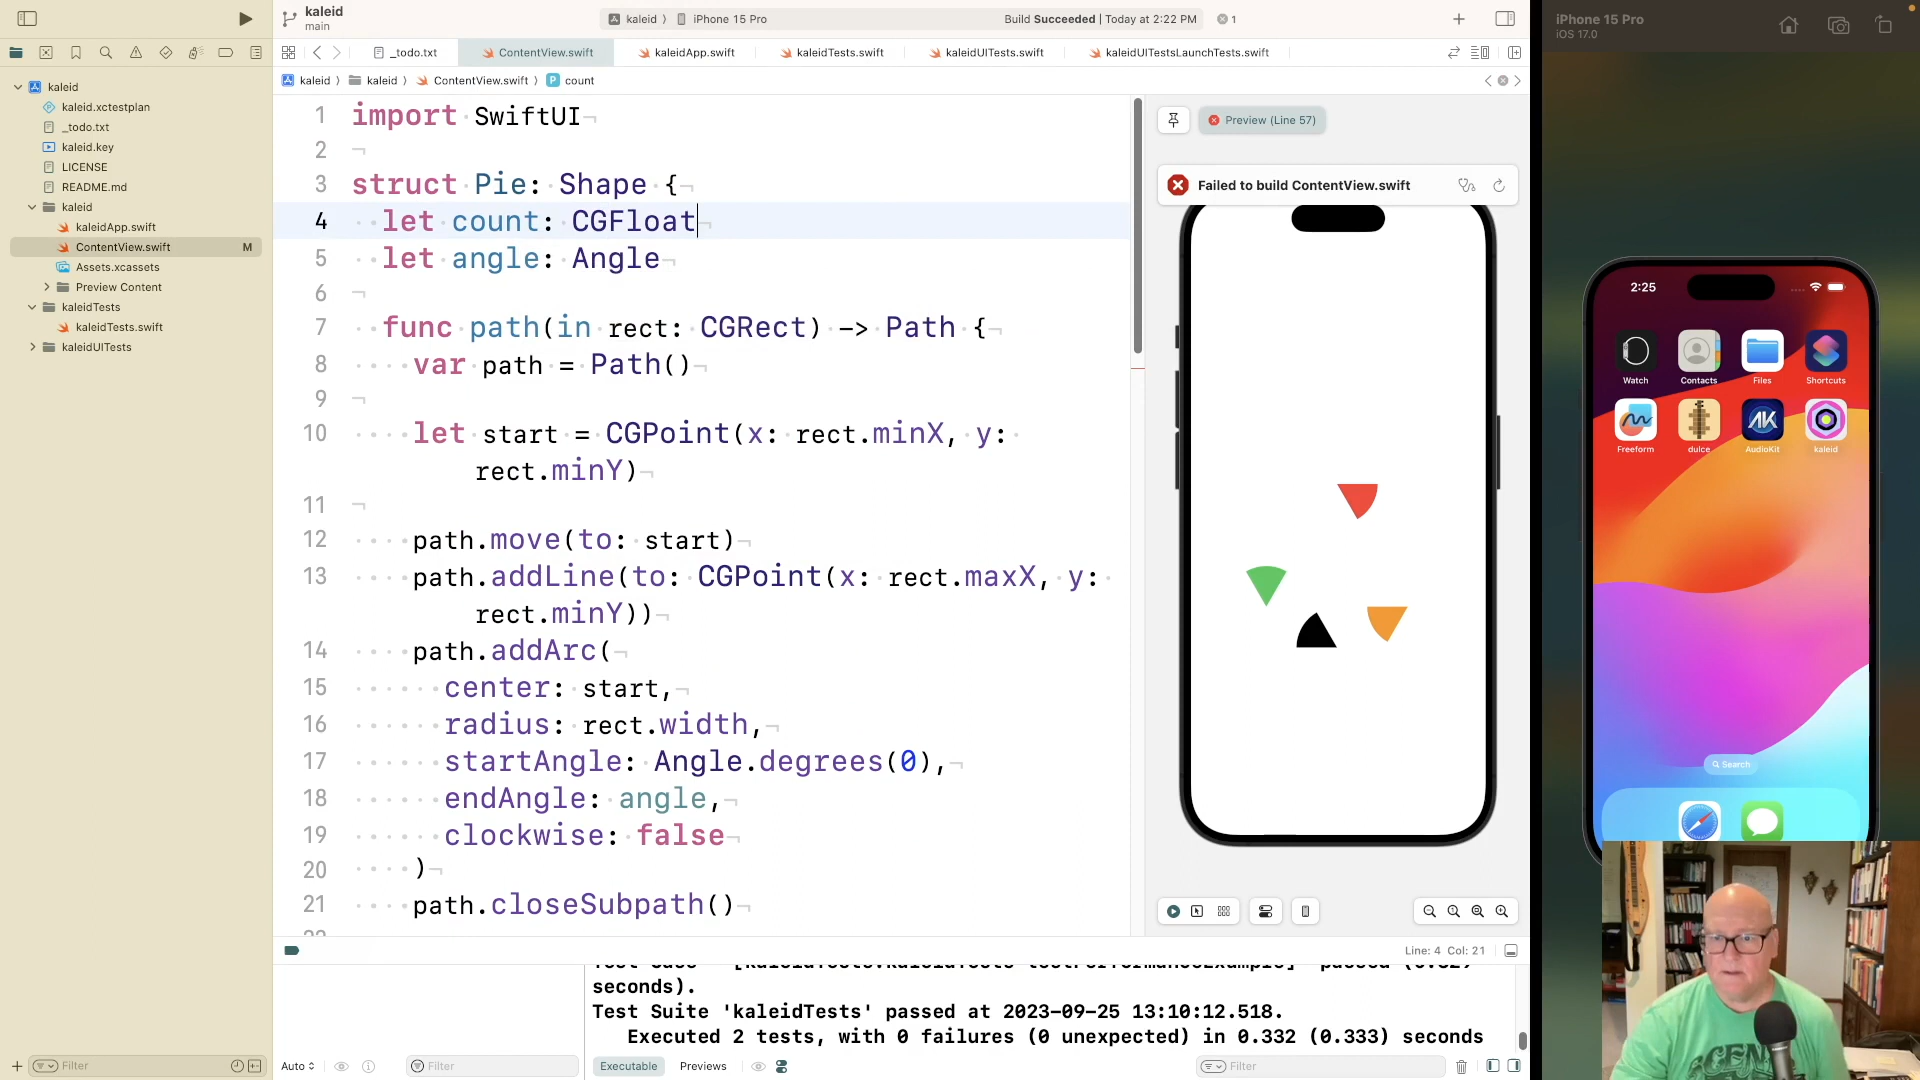 kaleid
main
kaleid
iPhone 15 Pro
Build Succeeded | Today at 2:22 PM
1
_todo.txt
ContentView.swift
kaleidApp.swift
kaleidTests.swift
kaleidUITests.swift
kaleidUITestsLaunchTests.swift
kaleid
kaleid
ContentView.swift
count
kaleid
kaleid.xctestplan
_todo.txt
kaleid.key
LICENSE
README.md
kaleid
kaleidApp.swift
ContentView.swift
M
Assets.xcassets
Preview Content
kaleidTests
kaleidTests.swift
kaleidUITests
Filter
1 import SwiftUI
2
3 struct Pie: Shape {
4 let count: CGFloat
5 let angle: Angle
6
7 func path(in rect: CGRect) -> Path {
8 var path = Path()
9
10 let start = CGPoint(x: rect.minX, y:
rect.minY)
11
12 path.move(to: start)
13 path.addLine(to: CGPoint(x: rect.maxX, y:
rect.minY))
14 path.addArc(
15 center: start,
16 radius: rect.width,
17 startAngle: Angle.degrees(0),
18 endAngle: angle,
19 clockwise: false
20 )
21 path.closeSubpath()
Preview (Line 57)
Failed to build ContentView.swift
Line: 4 Col: 21
seconds).
Test Suite 'kaleidTests' passed at 2023-09-25 13:10:12.518.
Executed 2 tests, with 0 failures (0 unexpected) in 0.332 (0.333) seconds
Auto
Filter
Executable
Previews
Filter
iPhone 15 Pro
iOS 17.0
2:25
Watch
Contacts
Files
Shortcuts
Freeform
dulce
AudioKit
kaleid
Search